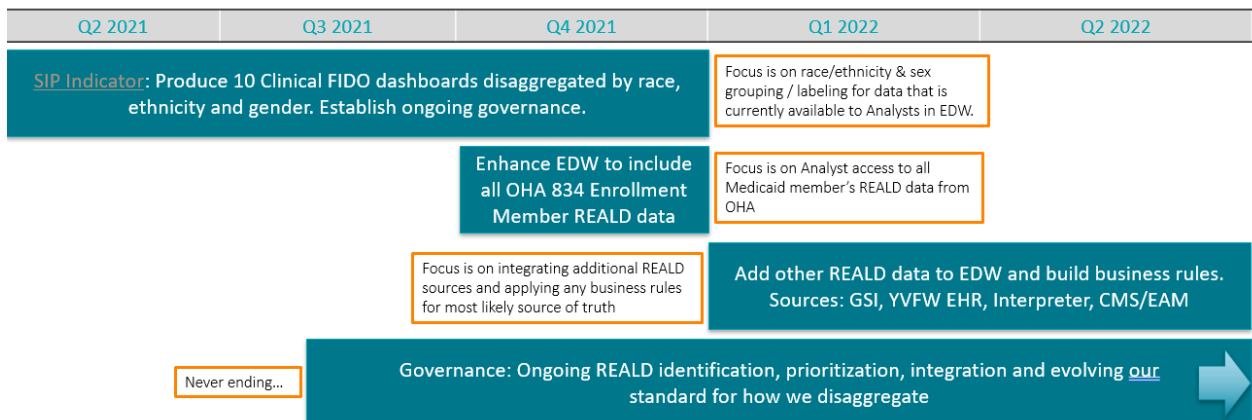 Q2 2021 Q3 2021 Q4 2021 Q1 2022 Q2 2022
SIP Indicator: Produce 10 Clinical FIDO dashboards disaggregated by race,
ethnicity and gender. Establish ongoing governance.
Focus is on race/ethnicity & sex
grouping / labeling for data that is
currently available to Analysts in EDW.
Enhance EDW to include
all OHA 834 Enrollment
Member REALD data
Focus is on Analyst access to all
Medicaid member's REALD data from
OHA
Focus is on integrating additional REALD
sources and applying any business rules
for most likely source of truth
Add other REALD data to EDW and build business rules.
Sources: GSI, YVFW EHR, Interpreter, CMS/EAM
Never ending...
Governance: Ongoing REALD identification, prioritization, integration and evolving our
standard for how we disaggregate